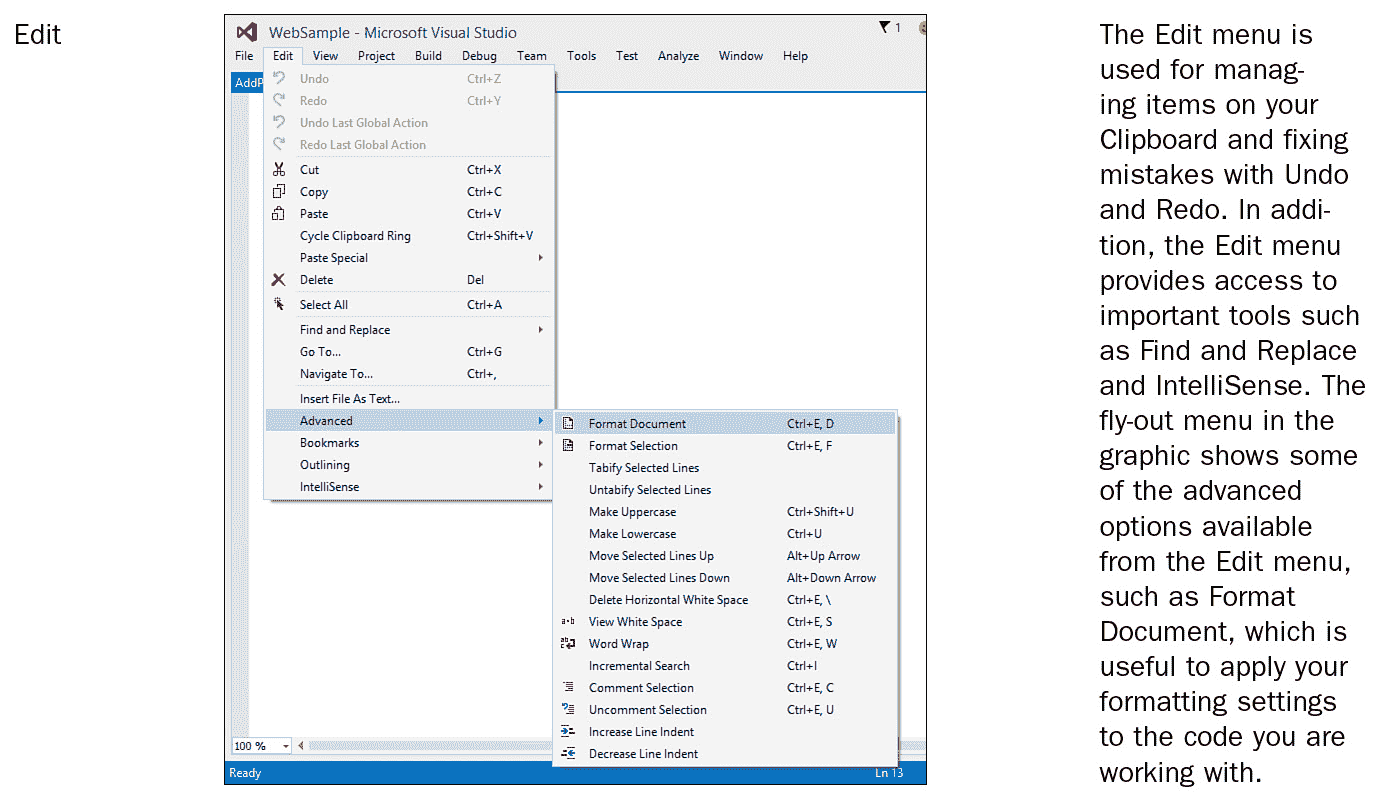 Edit
WebSample - Microsoft Visual Studio
1
File Edit View Project Build Debug Team Tools Test Analyze Window Help
AddP
Undo Ctrl+Z
Redo Ctrl+Y
Undo Last Global Action
Redo Last Global Action
Cut Ctrl+X
Copy Ctrl+C
Paste Ctrl+V
Cycle Clipboard Ring Ctrl+Shift+V
Paste Special
Delete Del
Select All Ctrl+A
Find and Replace
Go To... Ctrl+G
Navigate To... Ctrl+,
Insert File As Text...
Advanced
Bookmarks
Outlining
IntelliSense
Format Document Ctrl+E, D
Format Selection Ctrl+E, F
Tabify Selected Lines
Untabify Selected Lines
Make Uppercase Ctrl+Shift+U
Make Lowercase Ctrl+U
Move Selected Lines Up Alt+Up Arrow
Move Selected Lines Down Alt+Down Arrow
Delete Horizontal White Space Ctrl+E, \
View White Space Ctrl+E, S
Word Wrap Ctrl+E, W
Incremental Search Ctrl+I
Comment Selection Ctrl+E, C
Uncomment Selection Ctrl+E, U
Increase Line Indent
Decrease Line Indent
100 %
Ready Ln 13
The Edit menu is
used for manag-
ing items on your
Clipboard and fixing
mistakes with Undo
and Redo. In addi-
tion, the Edit menu
provides access to
important tools such
as Find and Replace
and IntelliSense. The
fly-out menu in the
graphic shows some
of the advanced
options available
from the Edit menu,
such as Format
Document, which is
useful to apply your
formatting settings
to the code you are
working with.